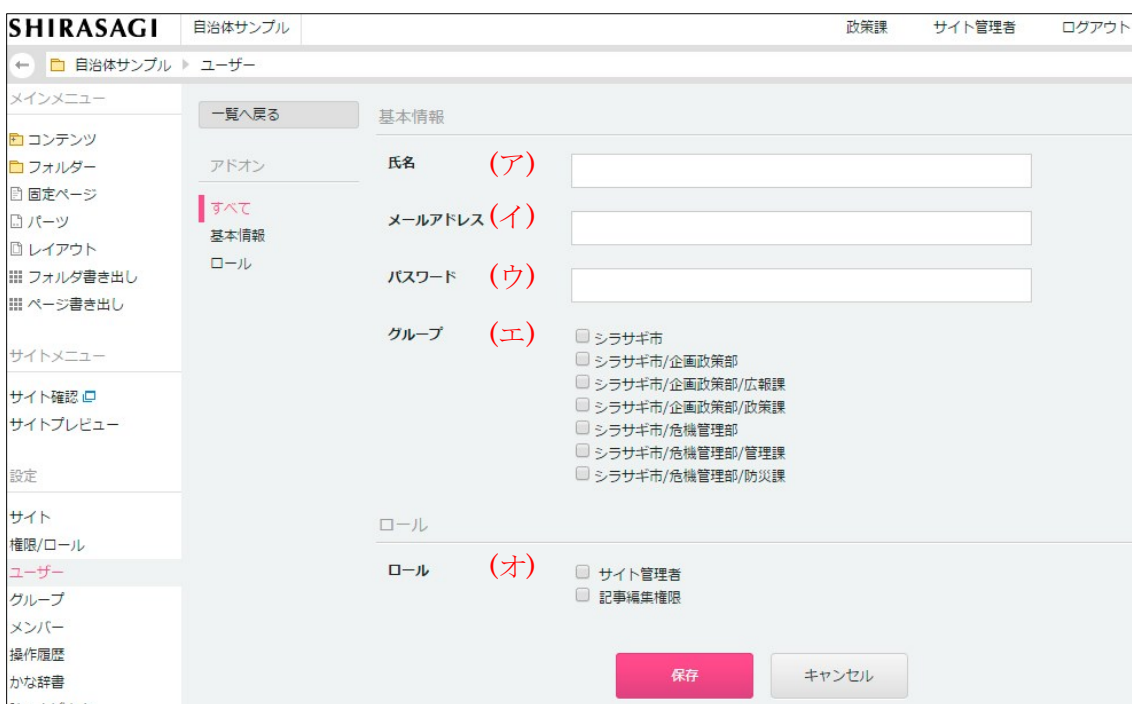 SHIRASAGI 自治体サンプル 政策課 サイト管理者 ログアウト
自治体サンプル ユーザー
メインメニュー
コンテンツ
フォルダー
固定ページ
パーツ
レイアウト
フォルダ書き出し
ページ書き出し
サイトメニュー
サイト確認
サイトプレビュー
設定
サイト
権限/ロール
ユーザー
グループ
メンバー
操作履歴
かな辞書
一覧へ戻る
アドオン
すべて
基本情報
ロール
基本情報
氏名 (ア)
メールアドレス (イ)
パスワード (ウ)
グループ (エ)
シラサギ市
シラサギ市/企画政策部
シラサギ市/企画政策部/広報課
シラサギ市/企画政策部/政策課
シラサギ市/危機管理部
シラサギ市/危機管理部/管理課
シラサギ市/危機管理部/防災課
ロール
ロール (オ)
サイト管理者
記事編集権限
保存 キャンセル